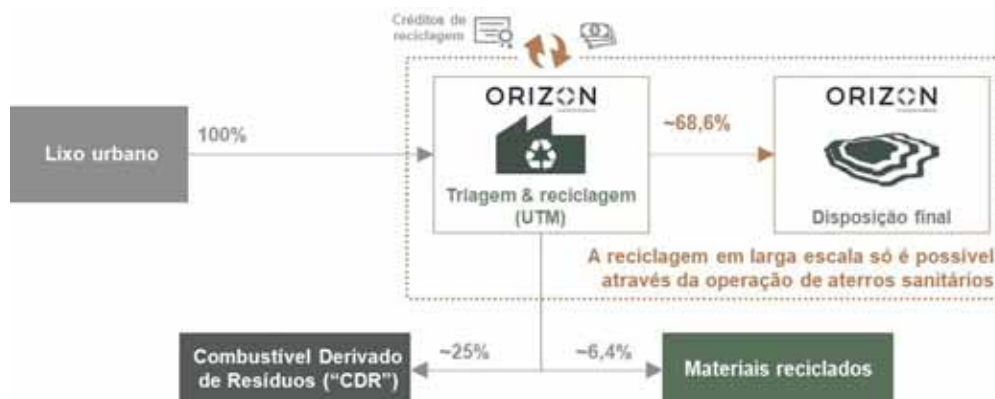 Créditos de
reciclagem
ORIZON
ORIZON
100%
~68,6%
Lixo urbano
Triagem & reciclagem
(UTM)
Disposição final
A reciclagem em larga escala só é possível
através da operação de aterros sanitários
Combustível Derivado
de Resíduos (“CDR”)
~25%
~6,4%
Materiais reciclados